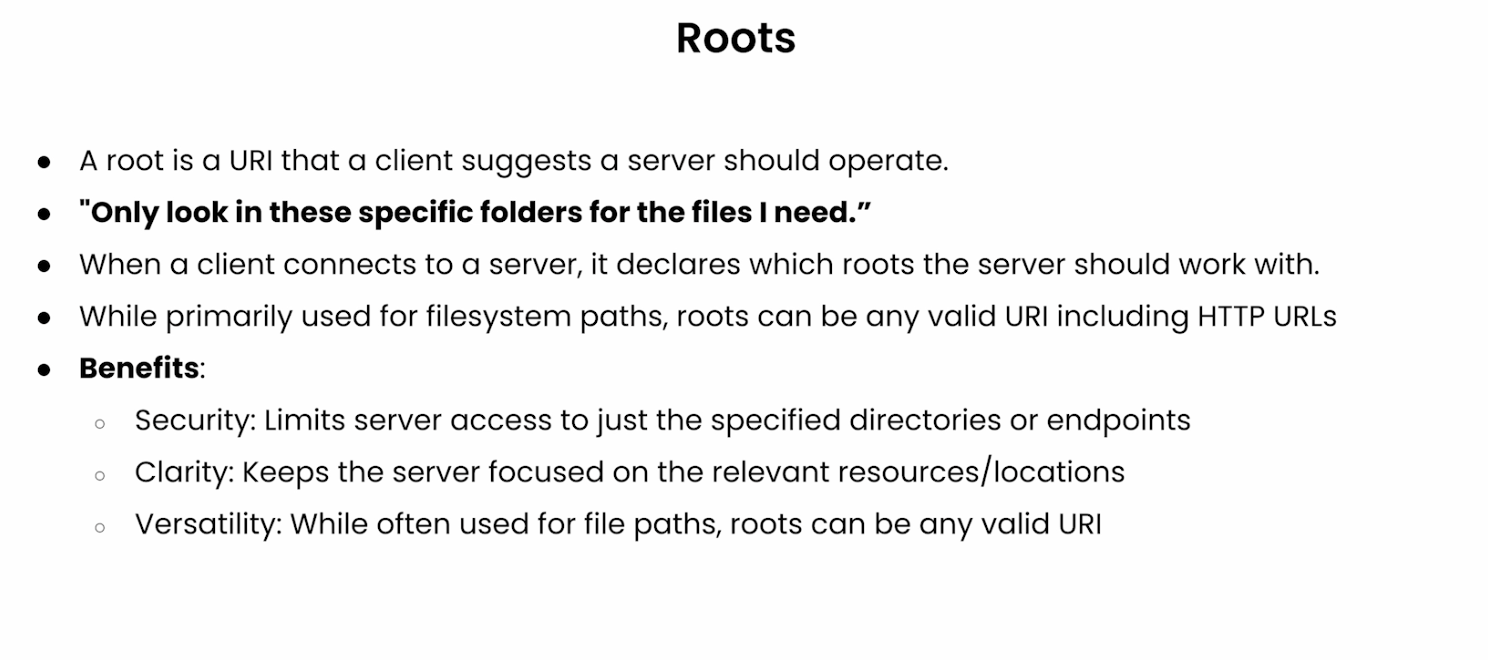 Roots
● A root is a URI that a client suggests a server should operate.
● "Only look in these specific folders for the files I need.”
● When a client connects to a server, it declares which roots the server should work with.
● While primarily used for filesystem paths, roots can be any valid URI including HTTP URLs
● Benefits:
○ Security: Limits server access to just the specified directories or endpoints
○ Clarity: Keeps the server focused on the relevant resources/locations
○ Versatility: While often used for file paths, roots can be any valid URI